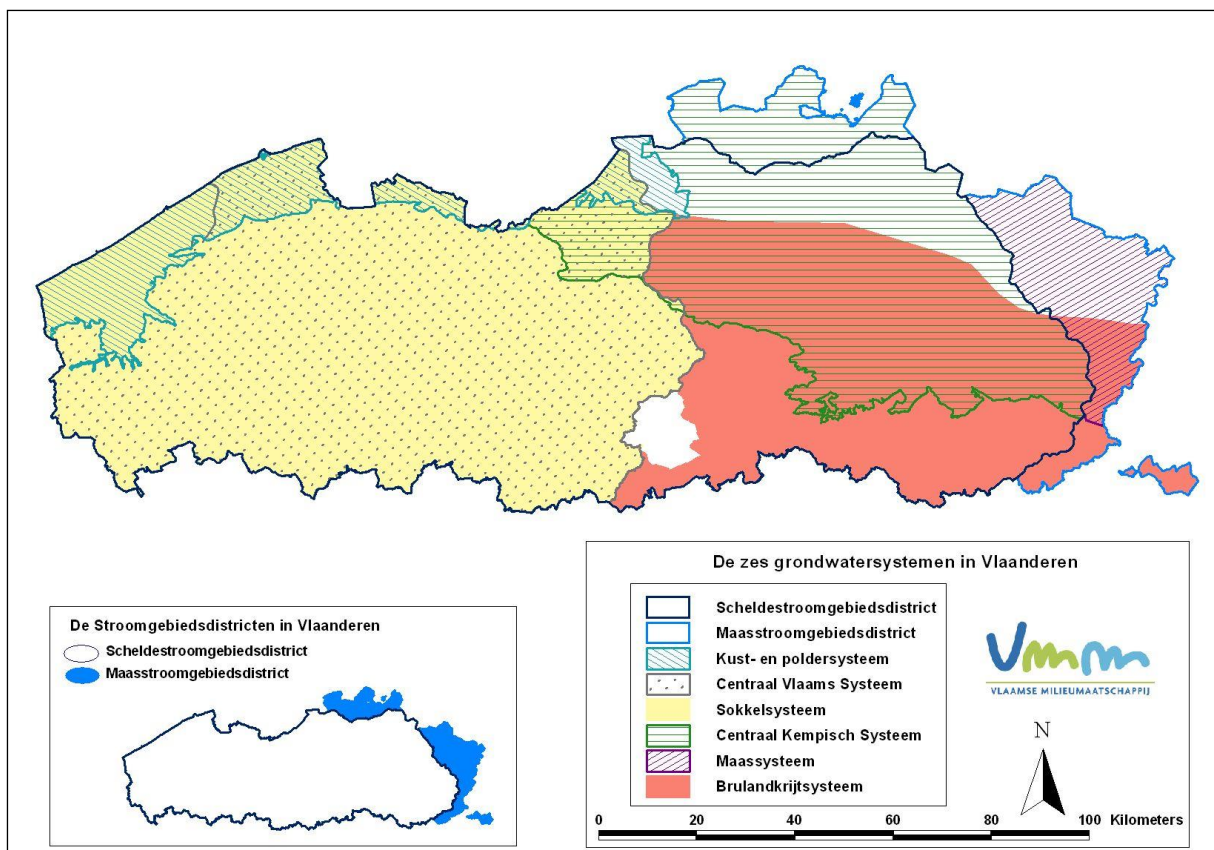 De zes grondwatersystemen in Vlaanderen
Scheldestroomgebiedsdistrict
Maasstroomgebiedsdistrict
Kust- en poldersysteem
Centraal Vlaams Systeem
Sokkelsysteem
Centraal Kempisch Systeem
Maassysteem
Brulandkrijtsysteem
VLAAMSE MILIEUMAATSCHAPPIJ
N
0 20 40 60 80 100 Kilometers
De Stroomgebiedsdistricten in Vlaanderen
Scheldestroomgebiedsdistrict
Maasstroomgebiedsdistrict